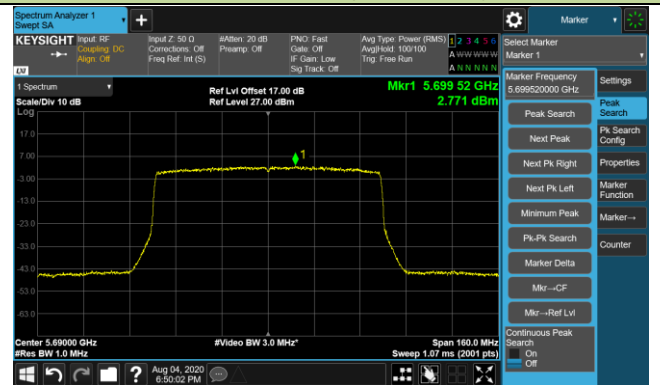 Spectrum Analyzer 1
Swept SA
+
Marker
KEYSIGHT
LXI
Input: RF
Coupling: DC
Align: Off
Input Z: 50 Ω
Corrections: Off
Freq Ref: Int (S)
#Atten: 20 dB
Preamp: Off
PNO: Fast
Gate: Off
IF Gain: Low
Sig Track: Off
Avg Type: Power (RMS)
Avg|Hold: 100/100
Trig: Free Run
1 2 3 4 5 6
A W W W W W
A N N N N N
Select Marker
Marker 1
1 Spectrum
Scale/Div 10 dB
Log
Ref Lvl Offset 17.00 dB
Ref Level 27.00 dBm
Mkr1 5.699 52 GHz
2.771 dBm
17.0
7.00
-3.00
-13.0
-23.0
-33.0
-43.0
-53.0
-63.0
1
Center 5.69000 GHz
#Res BW 1.0 MHz
#Video BW 3.0 MHz*
Span 160.0 MHz
Sweep 1.07 ms (2001 pts)
Marker Frequency
5.699520000 GHz
Peak Search
Next Peak
Next Pk Right
Next Pk Left
Minimum Peak
Pk-Pk Search
Marker Delta
Mkr→CF
Mkr→Ref Lvl
Continuous Peak
Search
On
Off
Settings
Peak
Search
Pk Search
Config
Properties
Marker
Function
Marker→
Counter
?
Aug 04, 2020
6:50:02 PM